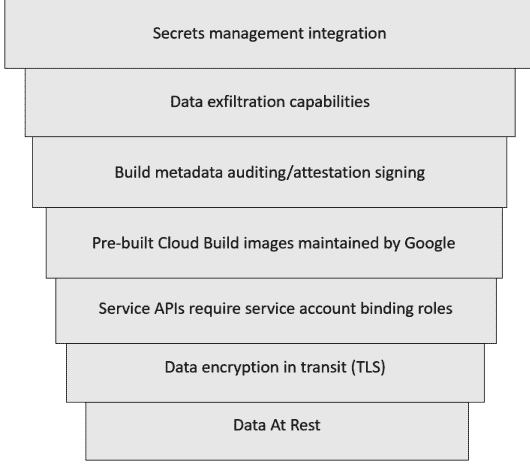 Secrets management integration
Data exfiltration capabilities
Build metadata auditing/attestation signing
Pre-built Cloud Build images maintained by Google
Service APIs require service account binding roles
Data encryption in transit (TLS)
Data At Rest